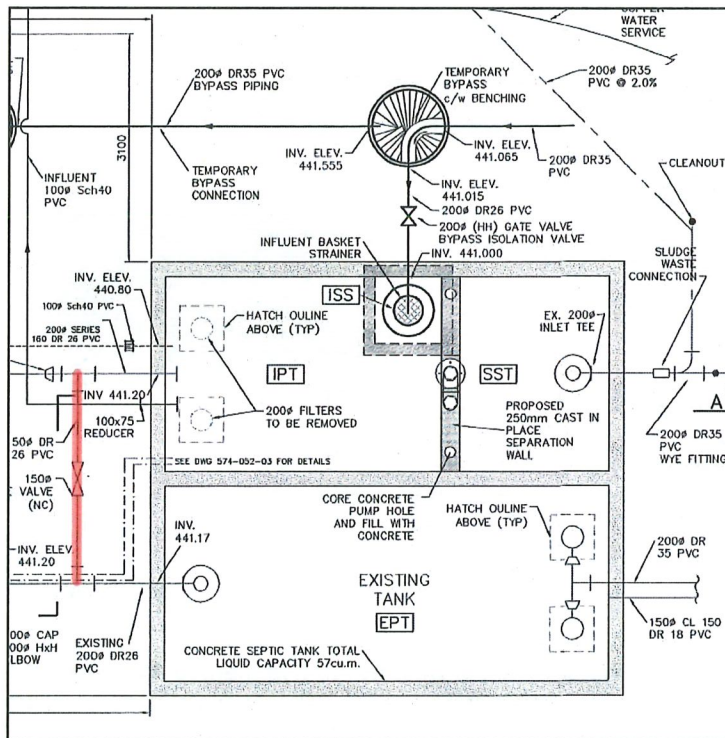 WATER
SERVICE
200ø DR35
PVC @ 2.0%
200ø DR35 PVC
BYPASS PIPING
TEMPORARY
BYPASS
c/w BENCHING
CLEANOUT
3100
INFLUENT
100ø Sch40
PVC
TEMPORARY
BYPASS
CONNECTION
INV. ELEV.
441.555
INV. ELEV.
441.065
200ø DR35
PVC
INV. ELEV.
441.015
200ø DR26 PVC
200ø (HH) GATE VALVE
BYPASS ISOLATION VALVE
INV. 441.000
INFLUENT BASKET
STRAINER
SLUDGE
WASTE
CONNECTION
INV. ELEV.
440.80
100ø Sch40 PVC
200ø SERIES
160 DR 26 PVC
ISS
HATCH OULINE
ABOVE (TYP)
EX. 200ø
INLET TEE
IPT
SST
INV 441.20
100x75
REDUCER
200ø FILTERS
TO BE REMOVED
PROPOSED
250mm CAST IN
PLACE
SEPARATION
WALL
A
200ø DR35
PVC
WYE FITTING
50ø DR
26 PVC
150ø
VALVE
(NC)
SEE DWG 574-052-03 FOR DETAILS
CORE CONCRETE
PUMP HOLE
AND FILL WITH
CONCRETE
HATCH OULINE
ABOVE (TYP)
INV. ELEV.
441.20
INV.
441.17
EXISTING
TANK
EPT
200ø DR
35 PVC
150ø CL 150
DR 18 PVC
00ø CAP
00ø HxH
LBOW
EXISTING
200ø DR26
PVC
CONCRETE SEPTIC TANK TOTAL
LIQUID CAPACITY 57cu.m.